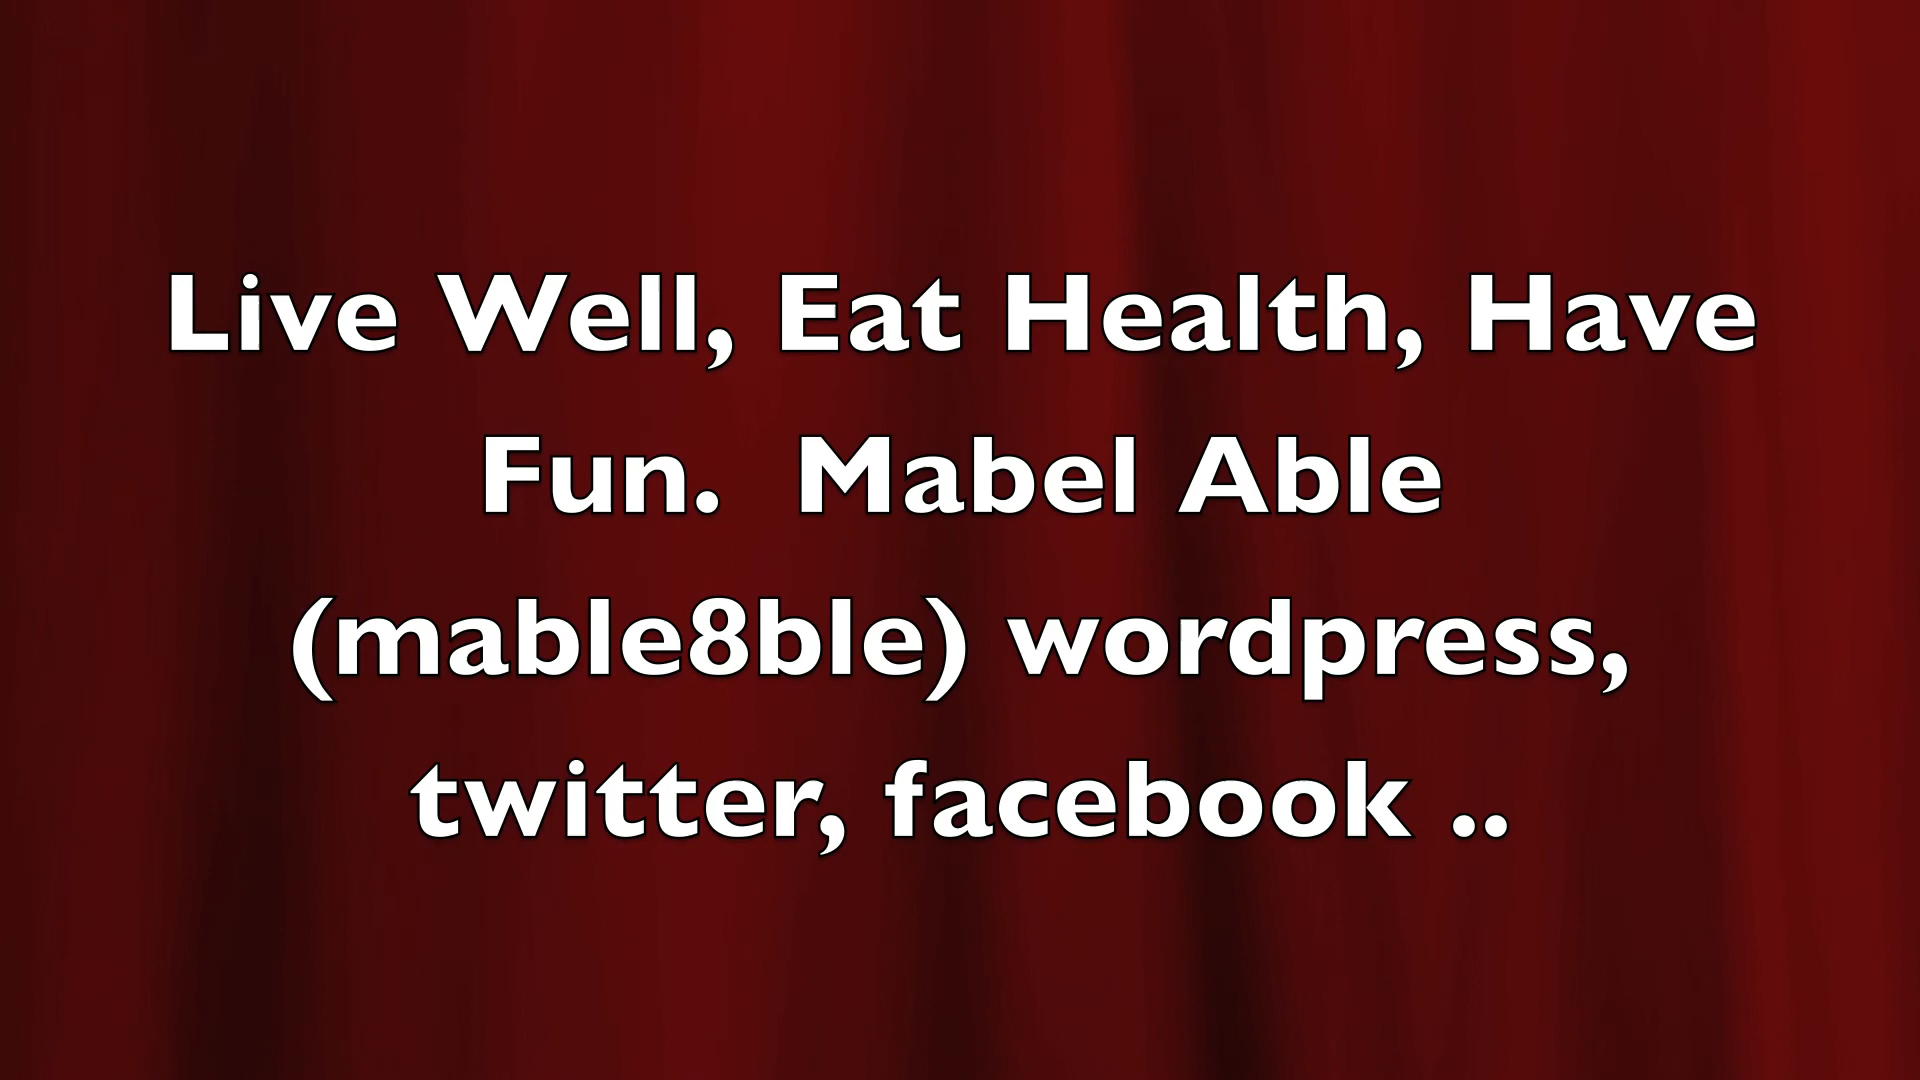 Live Well, Eat Health, Have
Fun.  Mabel Able
(mable8ble) wordpress,
twitter, facebook ..